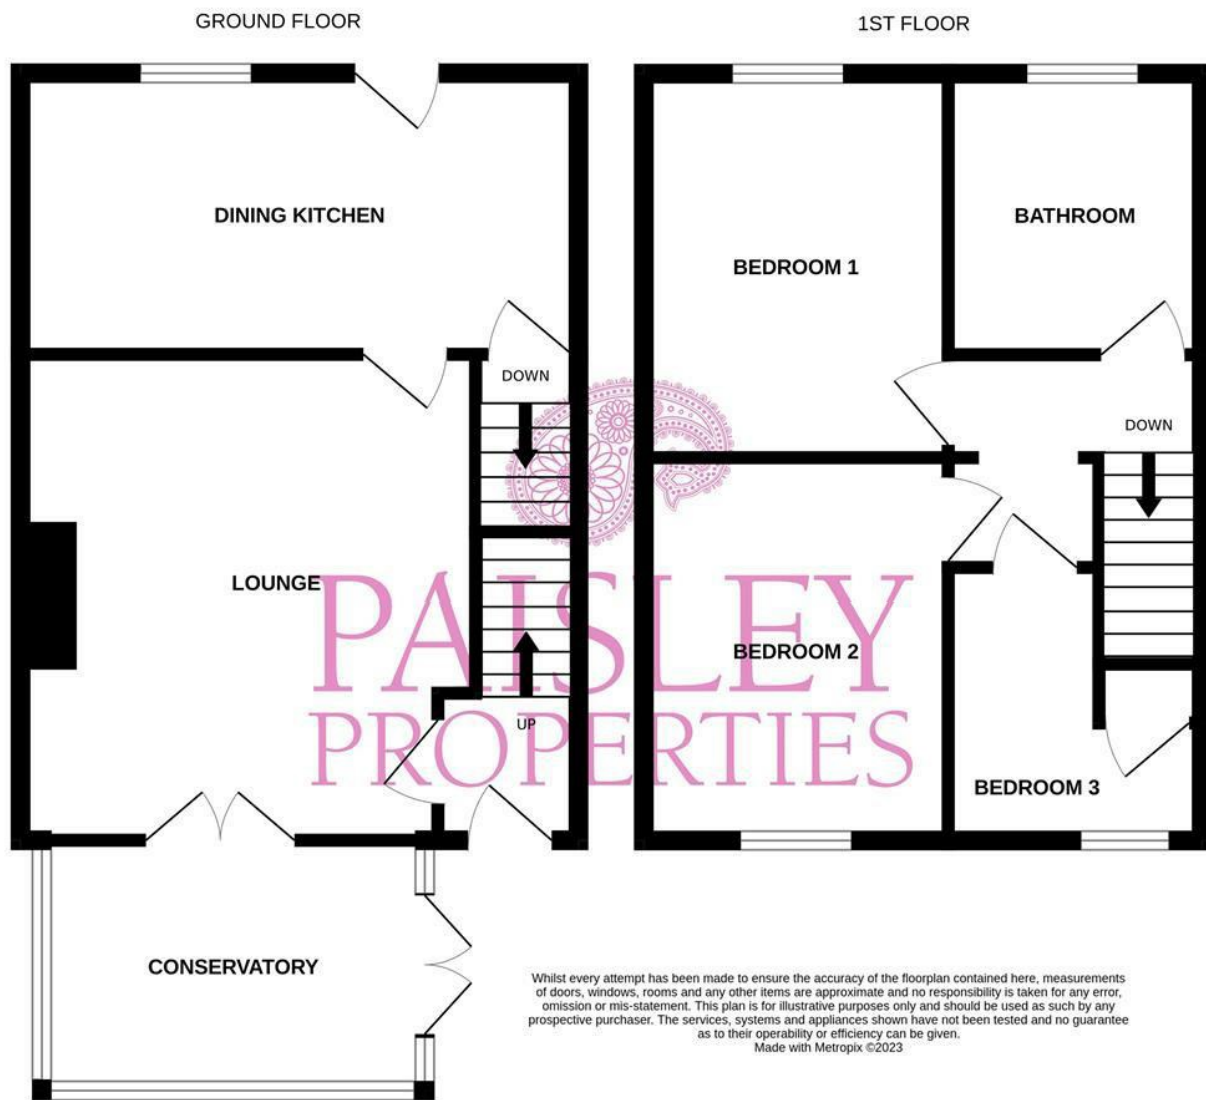 GROUND FLOOR
1ST FLOOR
DINING KITCHEN
BATHROOM
BEDROOM 1
DOWN
DOWN
LOUNGE
PAISLEY
PROPERTIES
BEDROOM 2
UP
BEDROOM 3
CONSERVATORY
Whilst every attempt has been made to ensure the accuracy of the floorplan contained here, measurements
of doors, windows, rooms and any other items are approximate and no responsibility is taken for any error,
omission or mis-statement. This plan is for illustrative purposes only and should be used as such by any
prospective purchaser. The services, systems and appliances shown have not been tested and no guarantee
as to their operability or efficiency can be given.
Made with Metropix ©2023